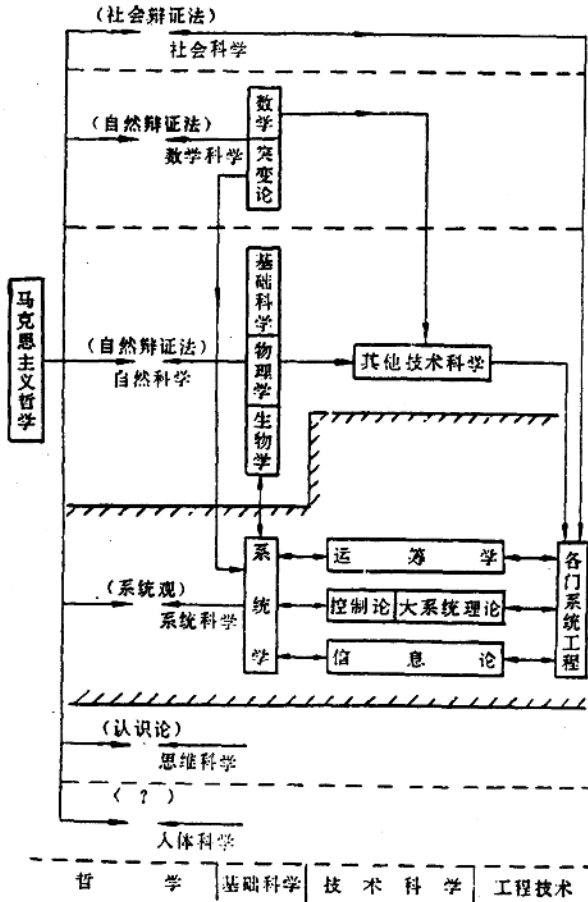 (社会辩证法)
社会科学
(自然辩证法)
数学科学
数学
突变论
马克思主义哲学
(自然辩证法)
自然科学
基础科学
物理学
生物学
其他技术科学
(系统观)
系统科学
系统学
运筹学
控制论
大系统理论
信息论
各门系统工程
(认识论)
思维科学
(?)
人体科学
哲学
基础科学
技术科学
工程技术